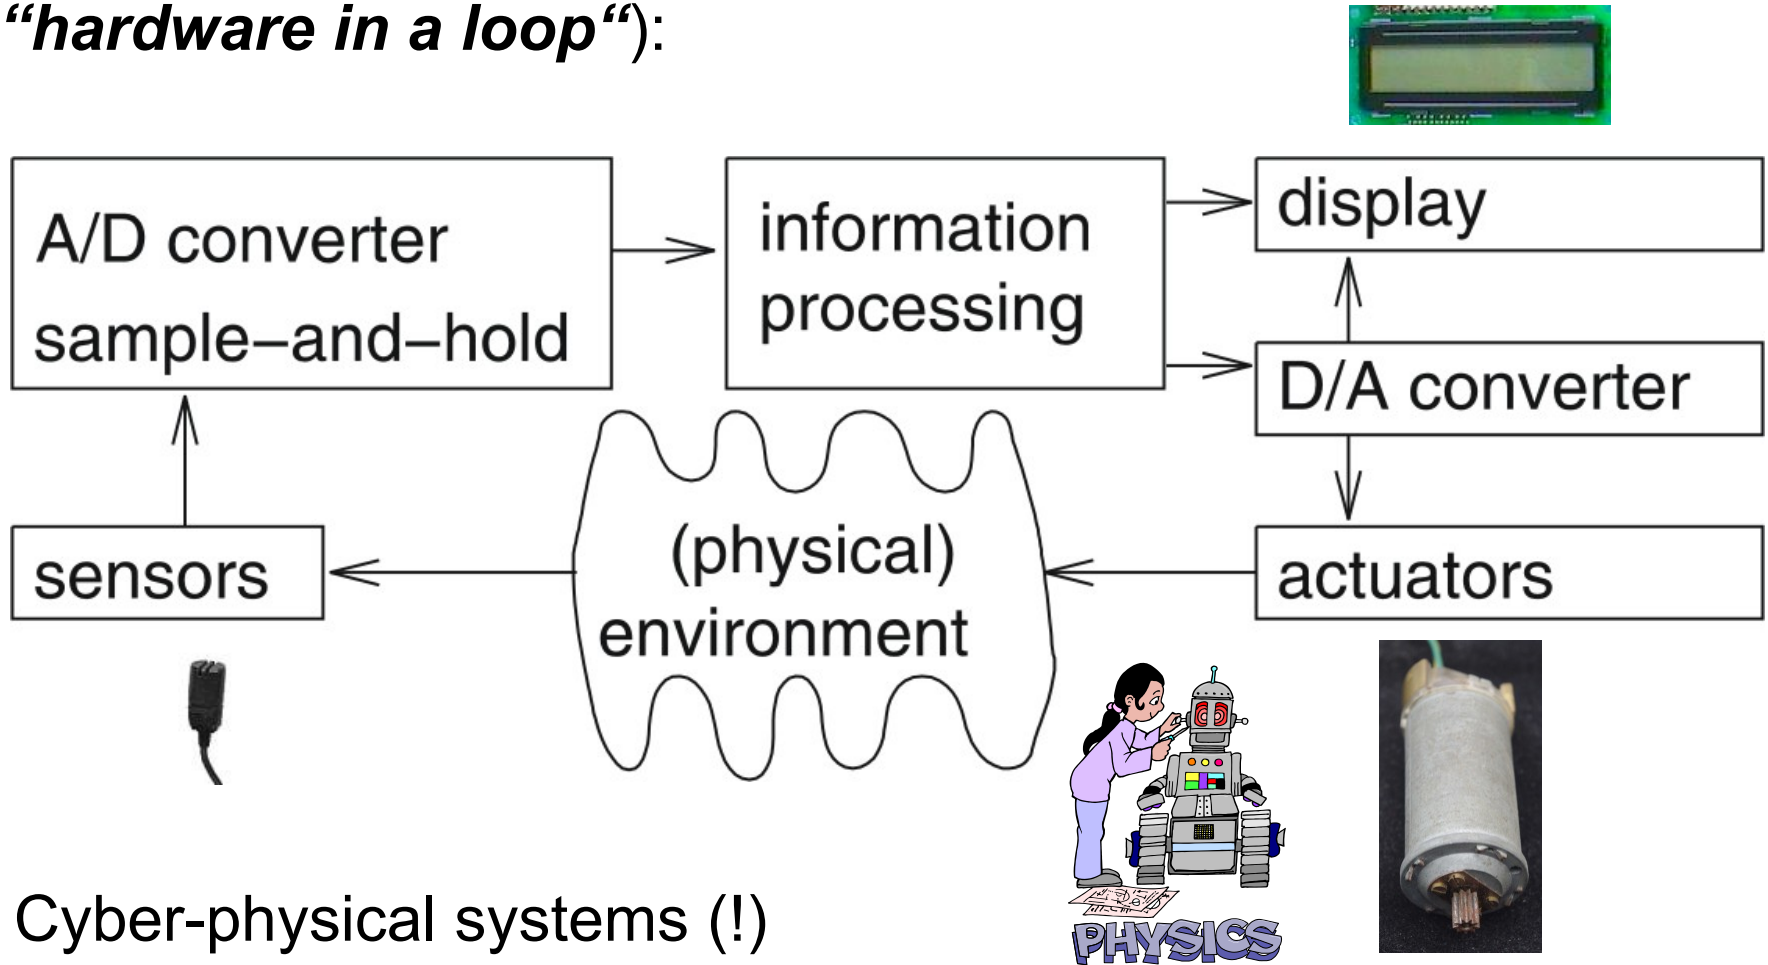 “hardware in a loop“):
A/D converter
sample–and–hold
information
processing
display
D/A converter
sensors
(physical)
environment
actuators
Cyber-physical systems (!)
PHYSICS